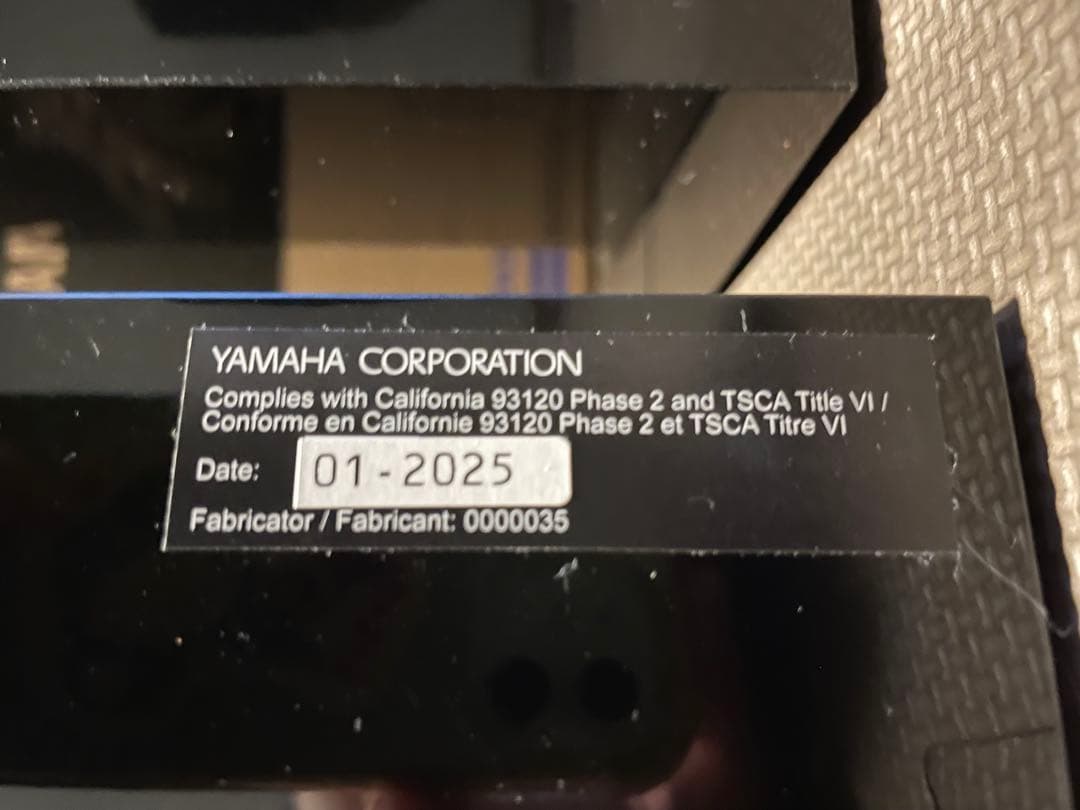 YAMAHA CORPORATION
Complies with California 93120 Phase 2 and TSCA Title VI /
Conforme en Californie 93120 Phase 2 et TSCA Titre VI
Date: 01-2025
Fabricator / Fabricant: 0000035